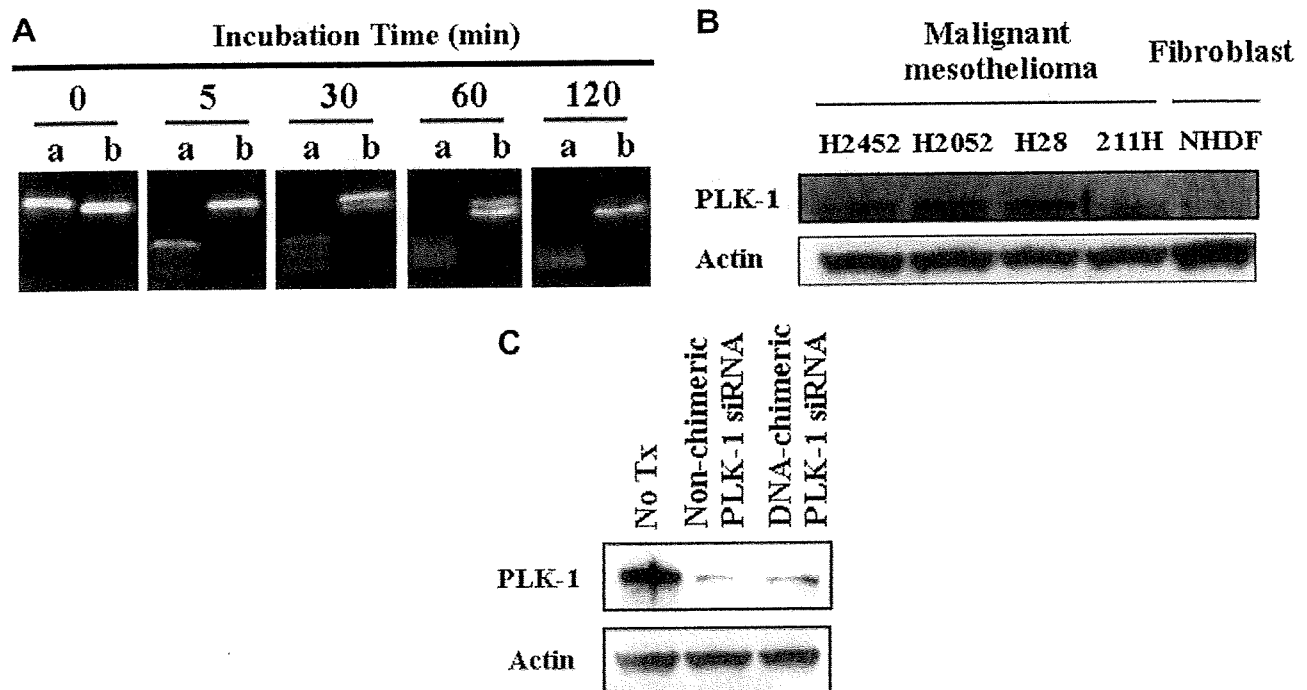 A
Incubation Time (min)
0 5 30 60 120
a b a b a b a b a b
B
Malignant
mesothelioma
Fibroblast
H2452 H2052 H28 211H NHDF
PLK-1
Actin
C
No Tx
Non-chimeric
PLK-1 siRNA
DNA-chimeric
PLK-1 siRNA
PLK-1
Actin